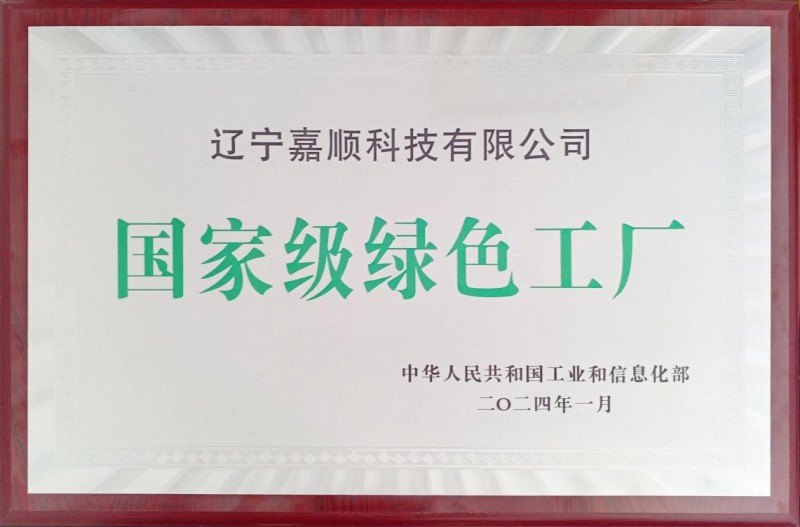 辽宁嘉顺科技有限公司
国家级绿色工厂
中华人民共和国工业和信息化部
二〇二四年一月